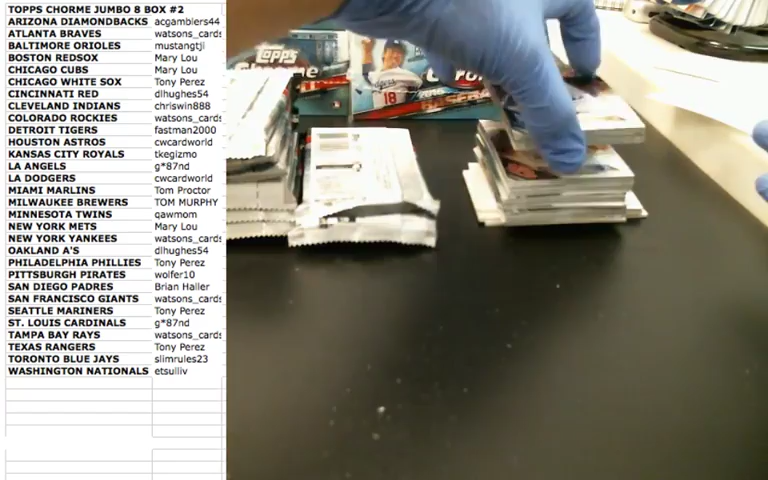 TOPPS CHORME JUMBO 8 BOX #2
ARIZONA DIAMONDBACKS acgamblers44
ATLANTA BRAVES watsons_cards
BALTIMORE ORIOLES mustangtji
BOSTON REDSOX Mary Lou
CHICAGO CUBS Mary Lou
CHICAGO WHITE SOX Tony Perez
CINCINNATI RED dlhughes54
CLEVELAND INDIANS chriswin888
COLORADO ROCKIES watsons_cards
DETROIT TIGERS fastman2000
HOUSTON ASTROS cwcardworld
KANSAS CITY ROYALS tkegizmo
LA ANGELS g*87nd
LA DODGERS cwcardworld
MIAMI MARLINS Tom Proctor
MILWAUKEE BREWERS TOM MURPHY
MINNESOTA TWINS qawmom
NEW YORK METS Mary Lou
NEW YORK YANKEES watsons_cards
OAKLAND A'S dlhughes54
PHILADELPHIA PHILLIES Tony Perez
PITTSBURGH PIRATES wolfer10
SAN DIEGO PADRES Brian Haller
SAN FRANCISCO GIANTS watsons_cards
SEATTLE MARINERS Tony Perez
ST. LOUIS CARDINALS g*87nd
TAMPA BAY RAYS watsons_cards
TEXAS RANGERS Tony Perez
TORONTO BLUE JAYS slimrules23
WASHINGTON NATIONALS etsulliv
Topps
Chrome
Dodgers
18
2016
BASEBALL